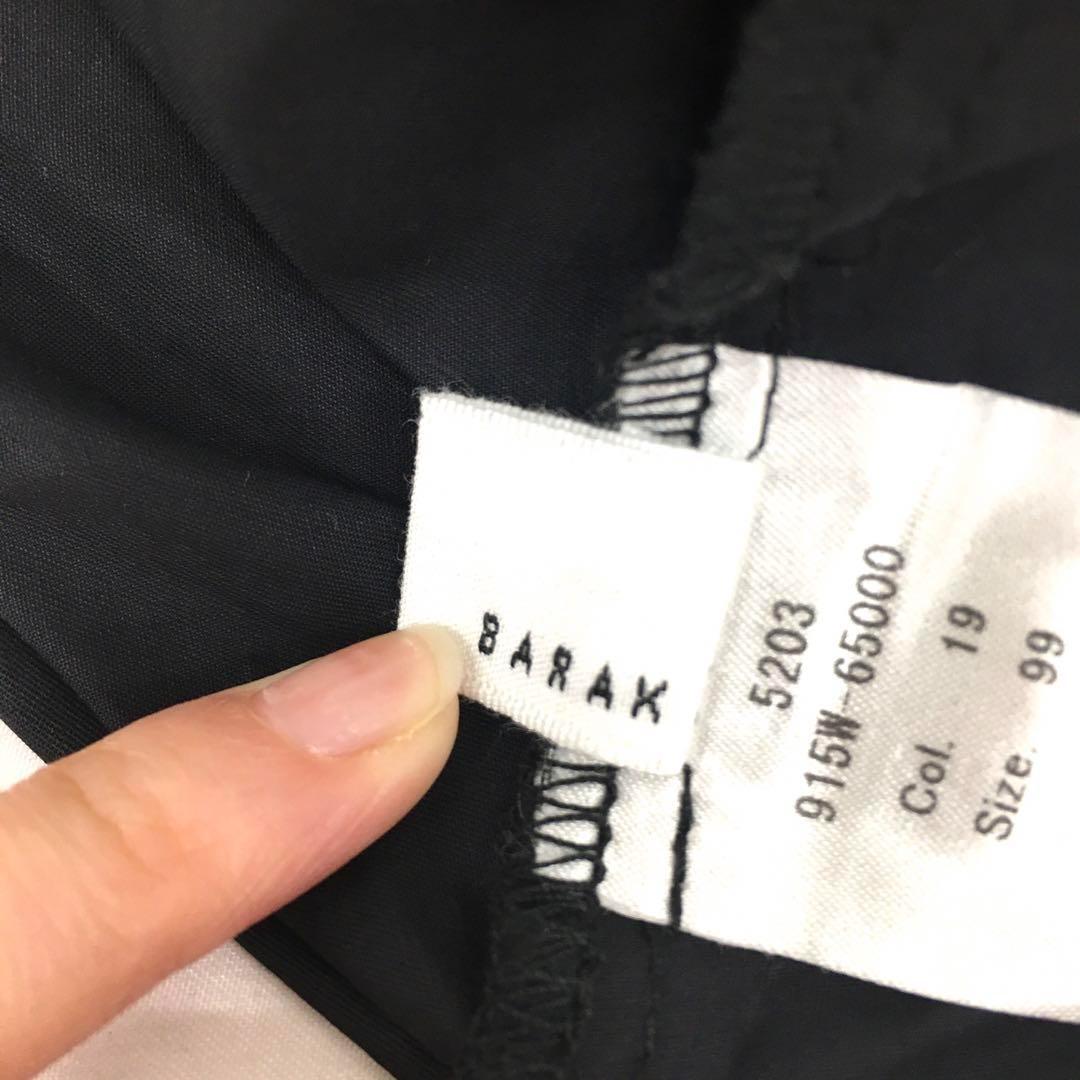 BARAK
5203
915W-65000
Col. 19
Size. 99